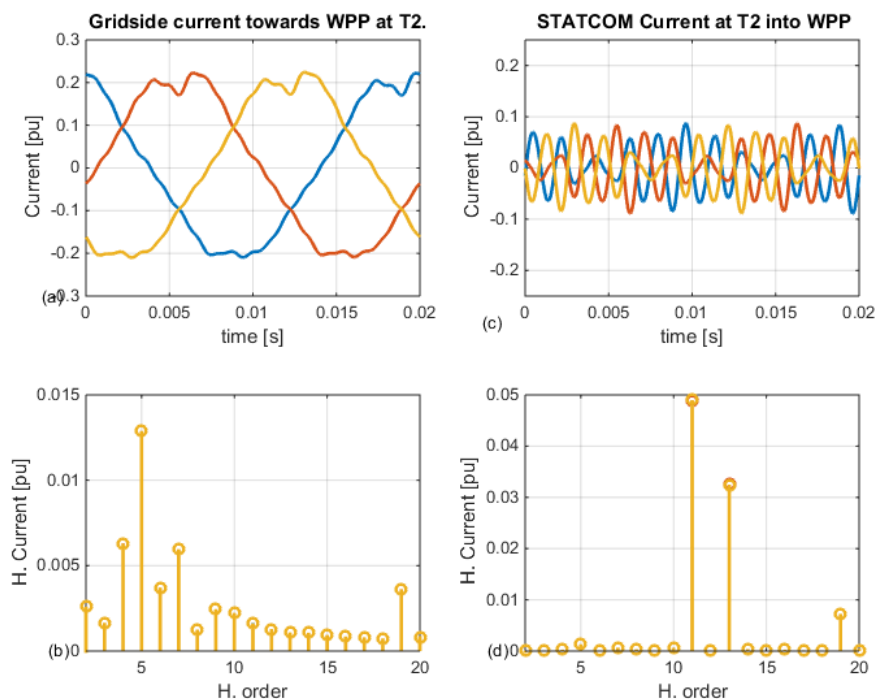 Gridside current towards WPP at T2.
Current [pu]
0.3
0.2
0.1
0
-0.1
-0.2
-0.3
(a)
0
0.005
0.01
0.015
0.02
time [s]
STATCOM Current at T2 into WPP
Current [pu]
0.2
0.1
0
-0.1
-0.2
(c)
0
0.005
0.01
0.015
0.02
time [s]
H. Current [pu]
0.015
0.01
0.005
0
(b)
5
10
15
20
H. order
H. Current [pu]
0.05
0.04
0.03
0.02
0.01
0
(d)
5
10
15
20
H. order